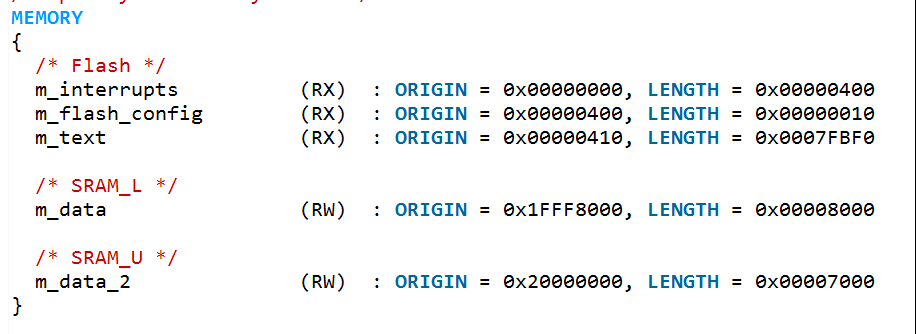 MEMORY
{
/* Flash */
m_interrupts (RX) : ORIGIN = 0x00000000, LENGTH = 0x00000400
m_flash_config (RX) : ORIGIN = 0x00000400, LENGTH = 0x00000010
m_text (RX) : ORIGIN = 0x00000410, LENGTH = 0x0007FBF0
/* SRAM_L */
m_data (RW) : ORIGIN = 0x1FFF8000, LENGTH = 0x00008000
/* SRAM_U */
m_data_2 (RW) : ORIGIN = 0x20000000, LENGTH = 0x00007000
}